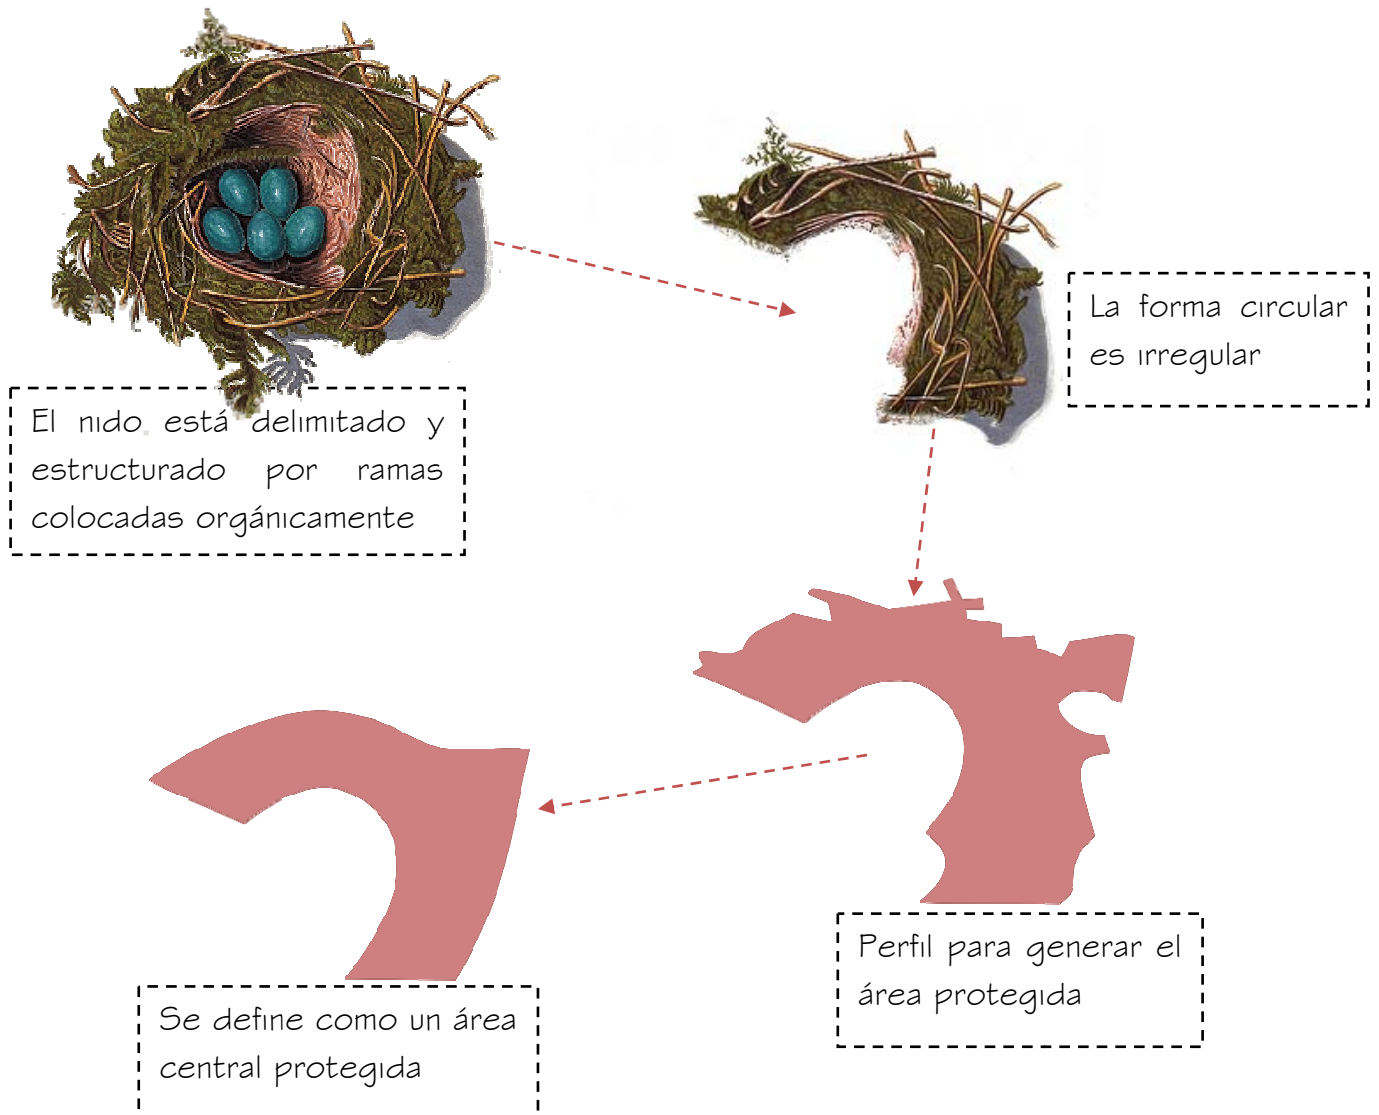 La forma circular
es irregular
El nido está delimitado y
estructurado por ramas
colocadas orgánicamente
Perfil para generar el
área protegida
Se define como un área
central protegida